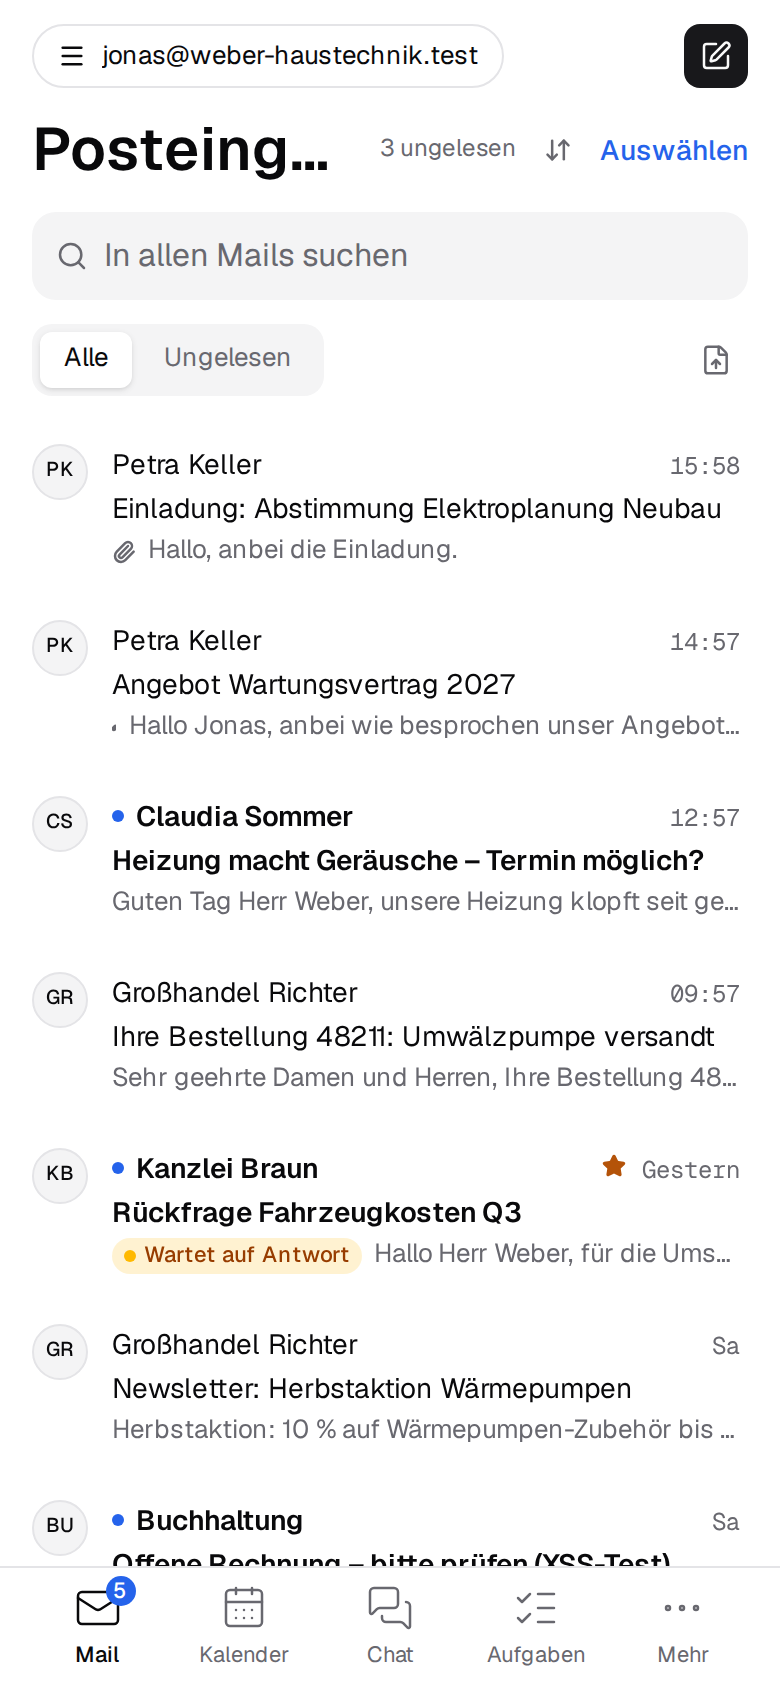 jonas@weber-haustechnik.test
Posteing...
3 ungelesen
Auswählen
In allen Mails suchen
Alle
Ungelesen
PK
Petra Keller
15:58
Einladung: Abstimmung Elektroplanung Neubau
Hallo, anbei die Einladung.
PK
Petra Keller
14:57
Angebot Wartungsvertrag 2027
Hallo Jonas, anbei wie besprochen unser Angebot...
CS
Claudia Sommer
12:57
Heizung macht Geräusche – Termin möglich?
Guten Tag Herr Weber, unsere Heizung klopft seit ge...
GR
Großhandel Richter
09:57
Ihre Bestellung 48211: Umwälzpumpe versandt
Sehr geehrte Damen und Herren, Ihre Bestellung 48...
KB
Kanzlei Braun
Gestern
Rückfrage Fahrzeugkosten Q3
Wartet auf Antwort
Hallo Herr Weber, für die Ums...
GR
Großhandel Richter
Sa
Newsletter: Herbstaktion Wärmepumpen
Herbstaktion: 10 % auf Wärmepumpen-Zubehör bis ...
BU
Buchhaltung
Sa
Offene Rechnung – bitte prüfen (XSS-Test)
5
Mail
Kalender
Chat
Aufgaben
Mehr